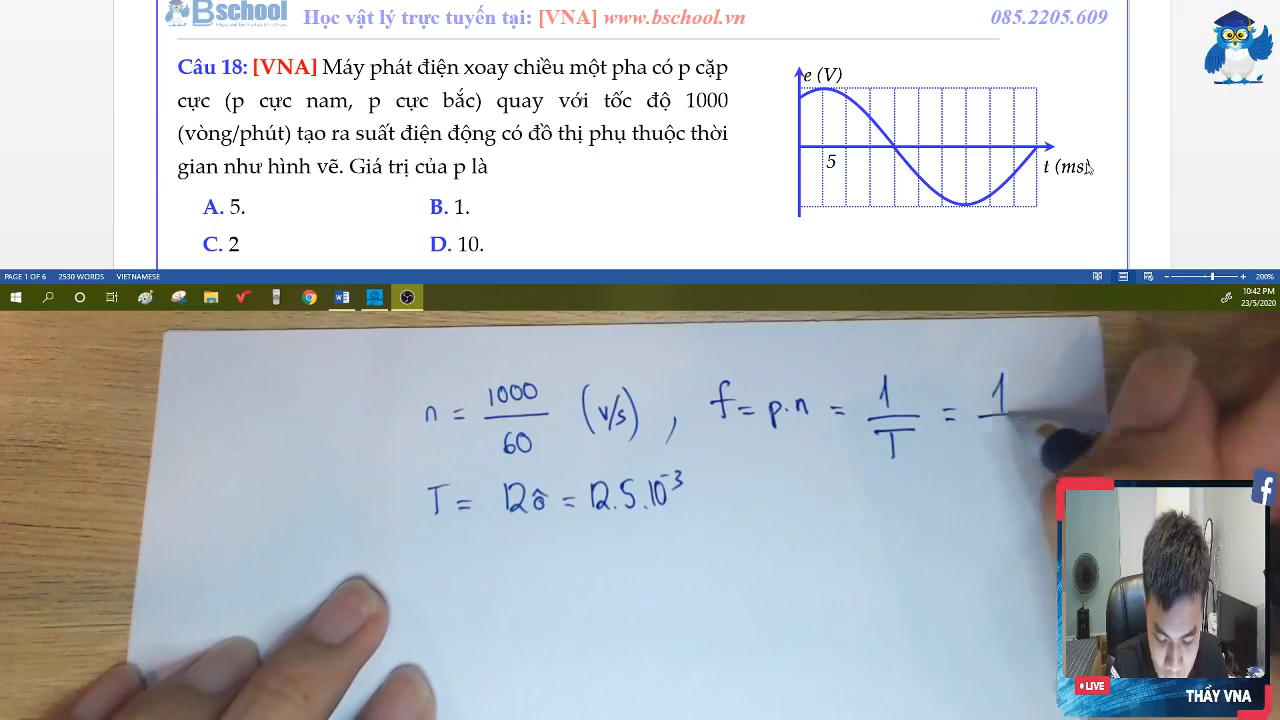 Bschool
Học vật lý trực tuyến tại: [VNA] www.bschool.vn
085.2205.609
Câu 18: [VNA] Máy phát điện xoay chiều một pha có p cặp
cực (p cực nam, p cực bắc) quay với tốc độ 1000
(vòng/phút) tạo ra suất điện động có đồ thị phụ thuộc thời
gian như hình vẽ. Giá trị của p là
A. 5.
B. 1.
C. 2
D. 10.
e (V)
5
t (ms)
PAGE 1 OF 6
2530 WORDS
VIETNAMESE
200%
10:42 PM
23/5/2020
n = 1000/60 (v/s), f = p.n = 1/T = 1
T = 12ô = 12.5.10⁻³
f
LIVE
THẦY VNA